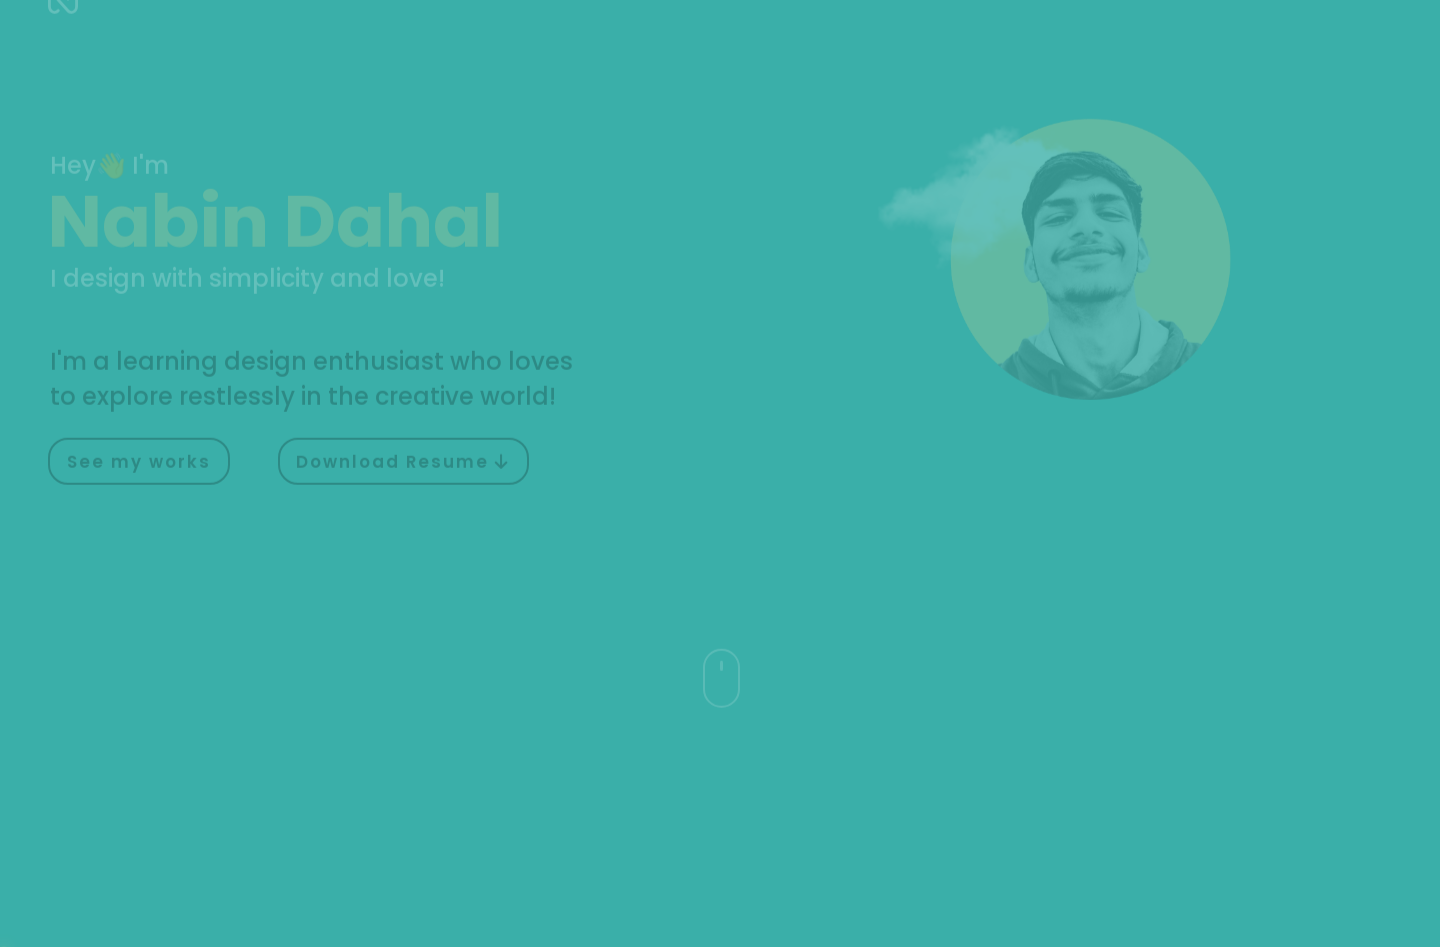 Hey👋 I'm
Nabin Dahal
I design with simplicity and love!
I'm a learning design enthusiast who loves
to explore restlessly in the creative world!
See my works
Download Resume ↓